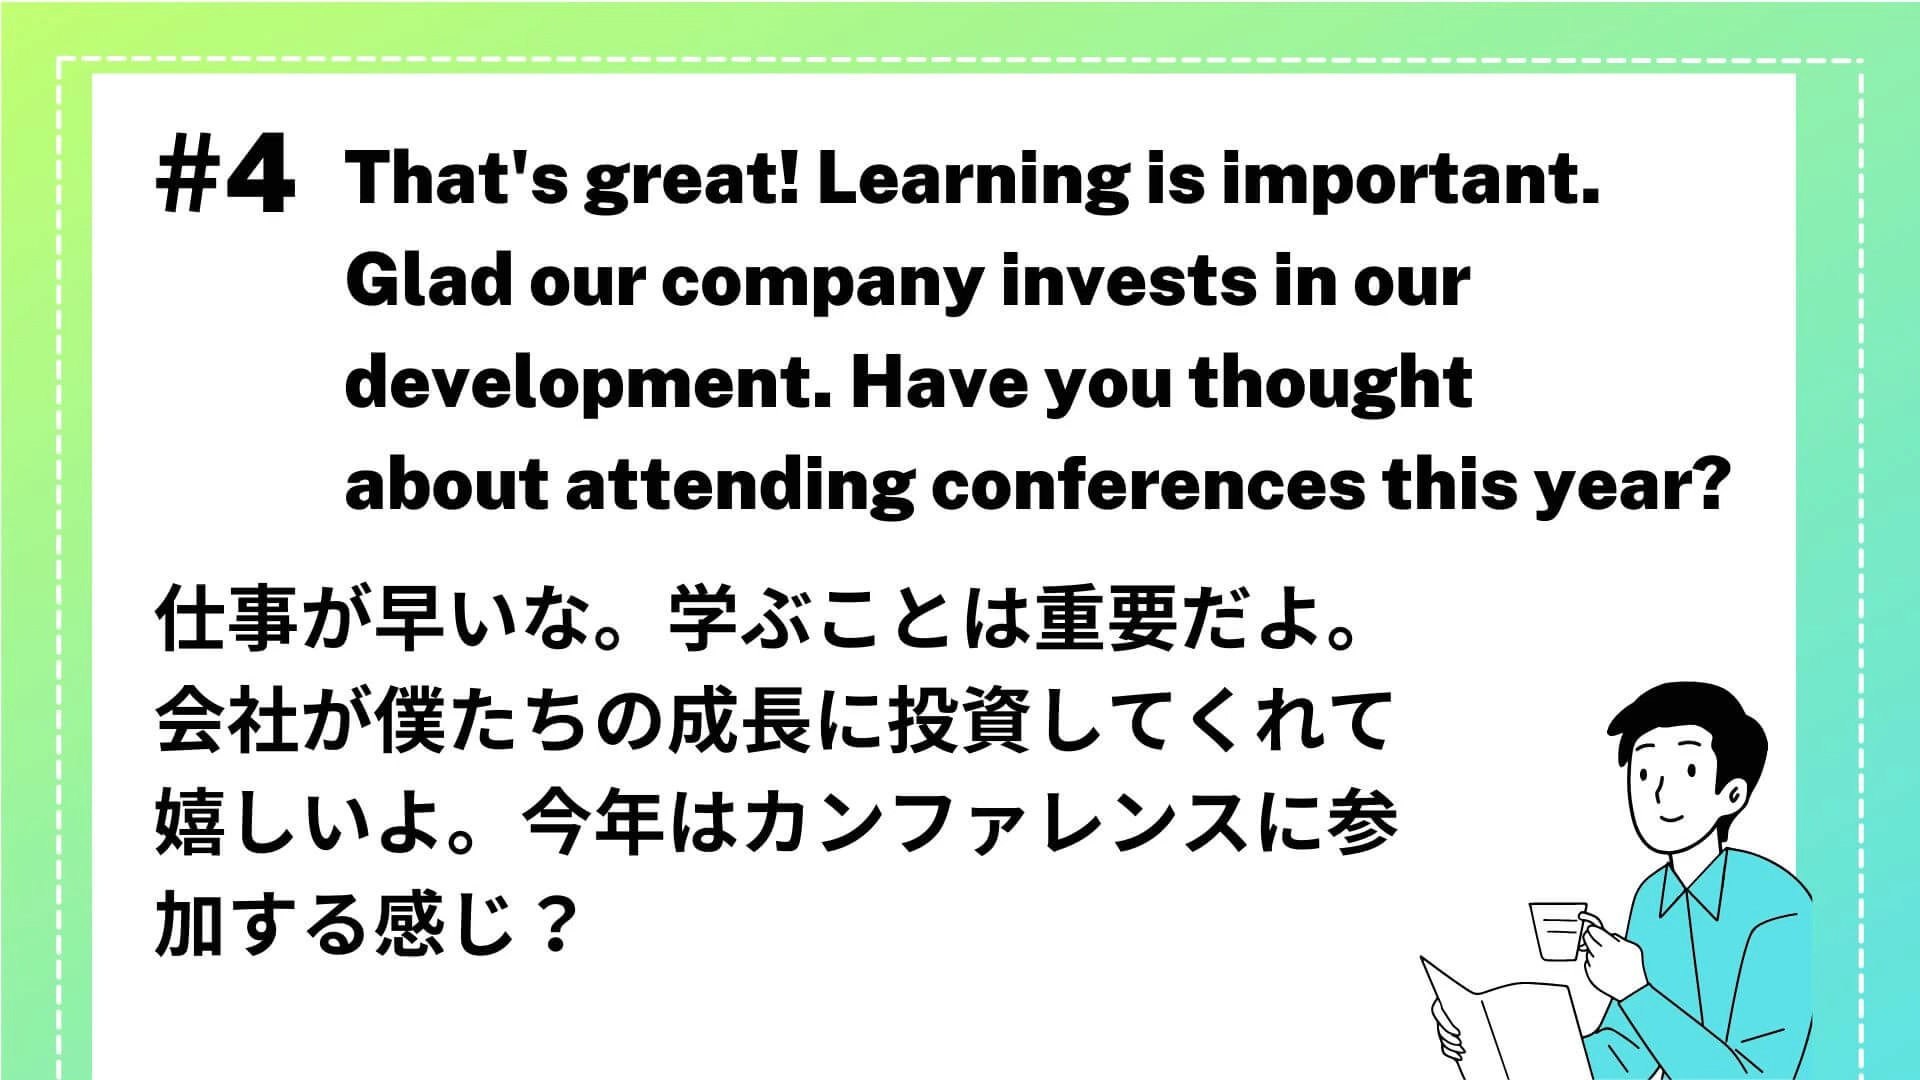 #4 That's great! Learning is important.
Glad our company invests in our
development. Have you thought
about attending conferences this year?
仕事が早いな。学ぶことは重要だよ。
会社が僕たちの成長に投資してくれて
嬉しいよ。今年はカンファレンスに参
加する感じ？